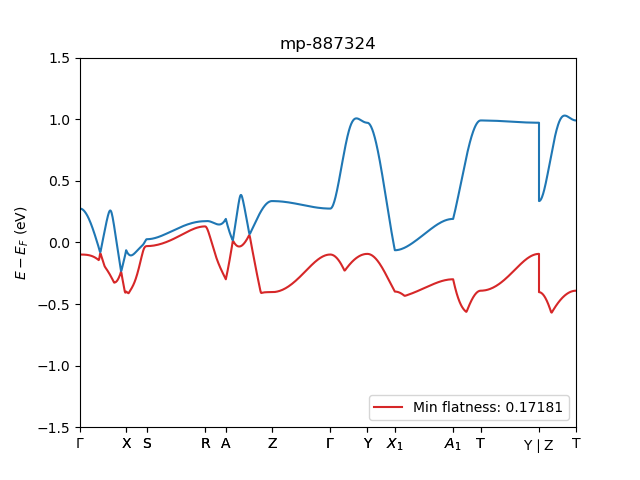 mp-887324
E − E_F (eV)
1.5
1.0
0.5
0.0
−0.5
−1.0
−1.5
Min flatness: 0.17181
Γ X S R A Z Γ Y X₁ A₁ T Y | Z T